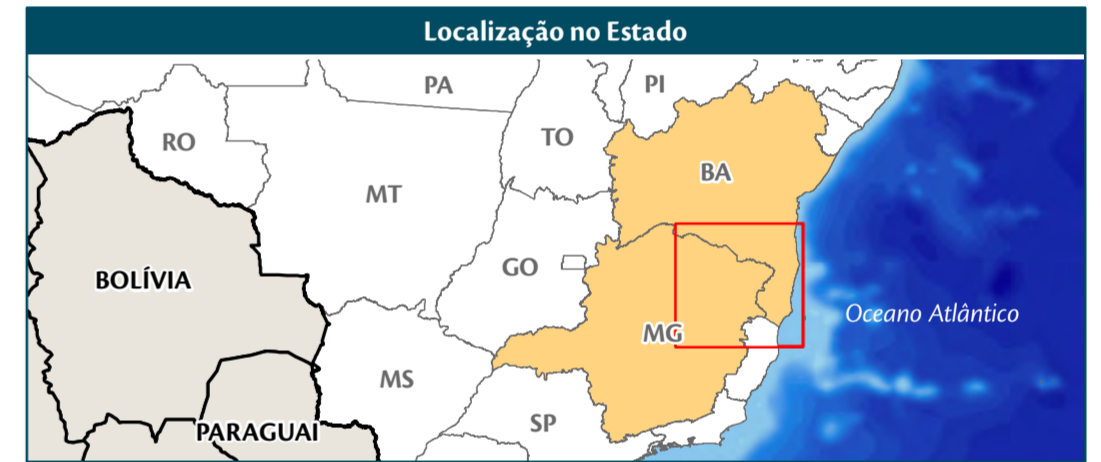 Localização no Estado
PA
PI
RO
TO
BA
MT
GO
BOLÍVIA
Oceano Atlântico
MG
MS
SP
PARAGUAI